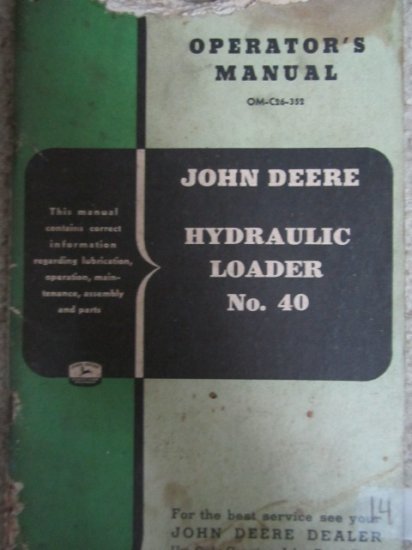 OPERATOR'S
MANUAL
OM-C26-352
JOHN DEERE
HYDRAULIC
LOADER
No. 40
This manual
contains correct
information
regarding lubrication,
operation, main-
tenance, assembly
and parts
For the best service see your
JOHN DEERE DEALER
14